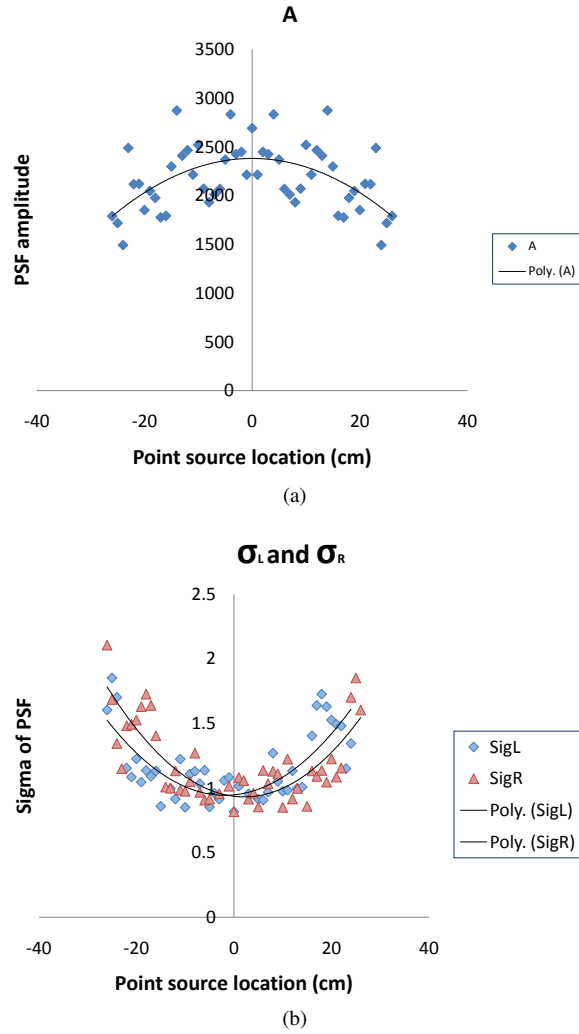 A
3500
3000
2500
2000
1500
1000
500
0
-40 -20 0 20 40
PSF amplitude
Point source location (cm)
A
Poly. (A)
(a)
σL and σR
2.5
2
1.5
1
0.5
0
-40 -20 0 20 40
Sigma of PSF
Point source location (cm)
SigL
SigR
Poly. (SigL)
Poly. (SigR)
(b)